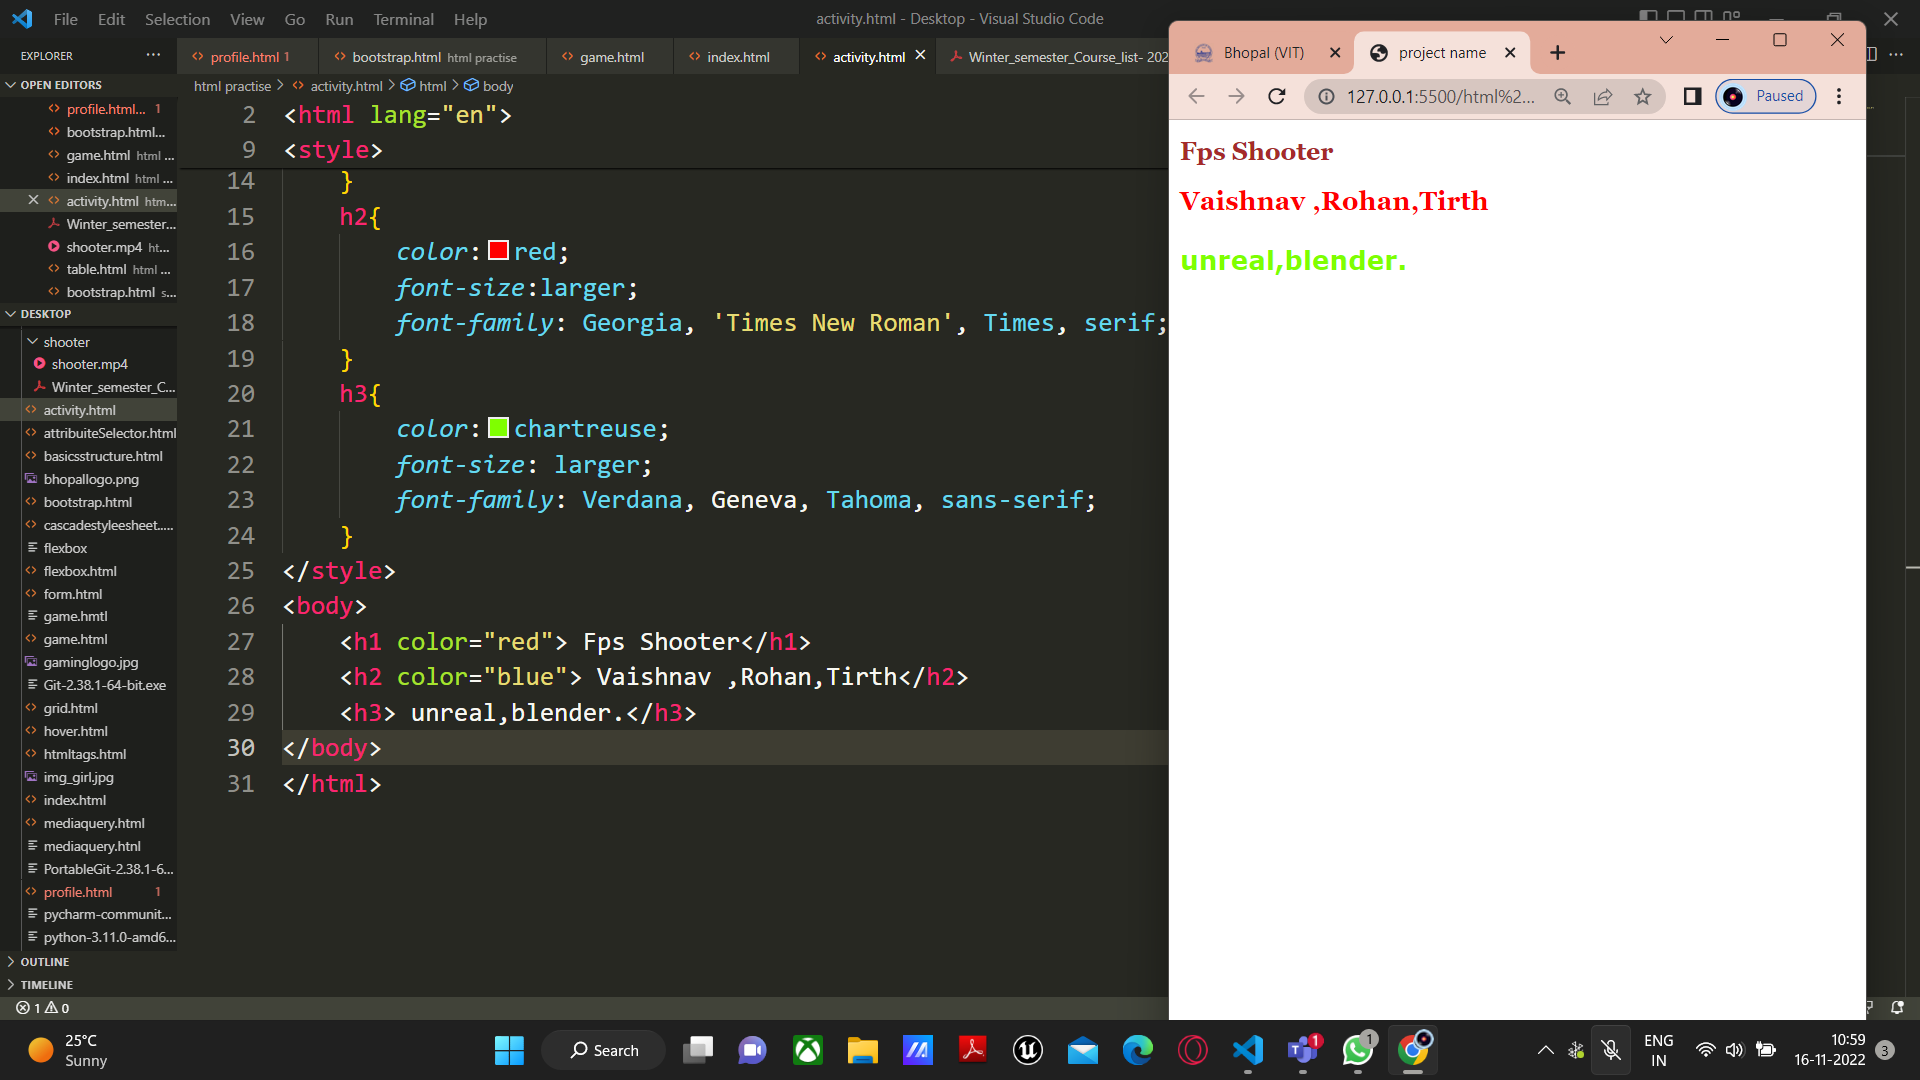 File Edit Selection View Go Run Terminal Help
activity.html - Desktop - Visual Studio Code
EXPLORER
OPEN EDITORS
profile.html... 1
bootstrap.html...
game.html html ...
index.html html ...
activity.html htm...
Winter_semester...
shooter.mp4 ht...
table.html html ...
bootstrap.html s...
DESKTOP
shooter
shooter.mp4
Winter_semester_C...
activity.html
attribuiteSelector.html
basicsstructure.html
bhopallogo.png
bootstrap.html
cascadestyleesheet.....
flexbox
flexbox.html
form.html
game.hmtl
game.html
gaminglogo.jpg
Git-2.38.1-64-bit.exe
grid.html
hover.html
htmltags.html
img_girl.jpg
index.html
mediaquery.html
mediaquery.htnl
PortableGit-2.38.1-6...
profile.html 1
pycharm-communit...
python-3.11.0-amd6...
OUTLINE
TIMELINE
1 0
profile.html 1
bootstrap.html html practise
game.html
index.html
activity.html
Winter_semester_Course_list- 202
html practise > activity.html > html > body
2 <html lang="en">
9 <style>
14 }
15 h2{
16 color: red;
17 font-size:larger;
18 font-family: Georgia, 'Times New Roman', Times, serif;
19 }
20 h3{
21 color: chartreuse;
22 font-size: larger;
23 font-family: Verdana, Geneva, Tahoma, sans-serif;
24 }
25 </style>
26 <body>
27 <h1 color="red"> Fps Shooter</h1>
28 <h2 color="blue"> Vaishnav ,Rohan,Tirth</h2>
29 <h3> unreal,blender.</h3>
30 </body>
31 </html>
Bhopal (VIT)
project name
127.0.0.1:5500/html%2...
Paused
Fps Shooter
Vaishnav ,Rohan,Tirth
unreal,blender.
25°C
Sunny
Search
1
1
ENG
IN
10:59
16-11-2022
3